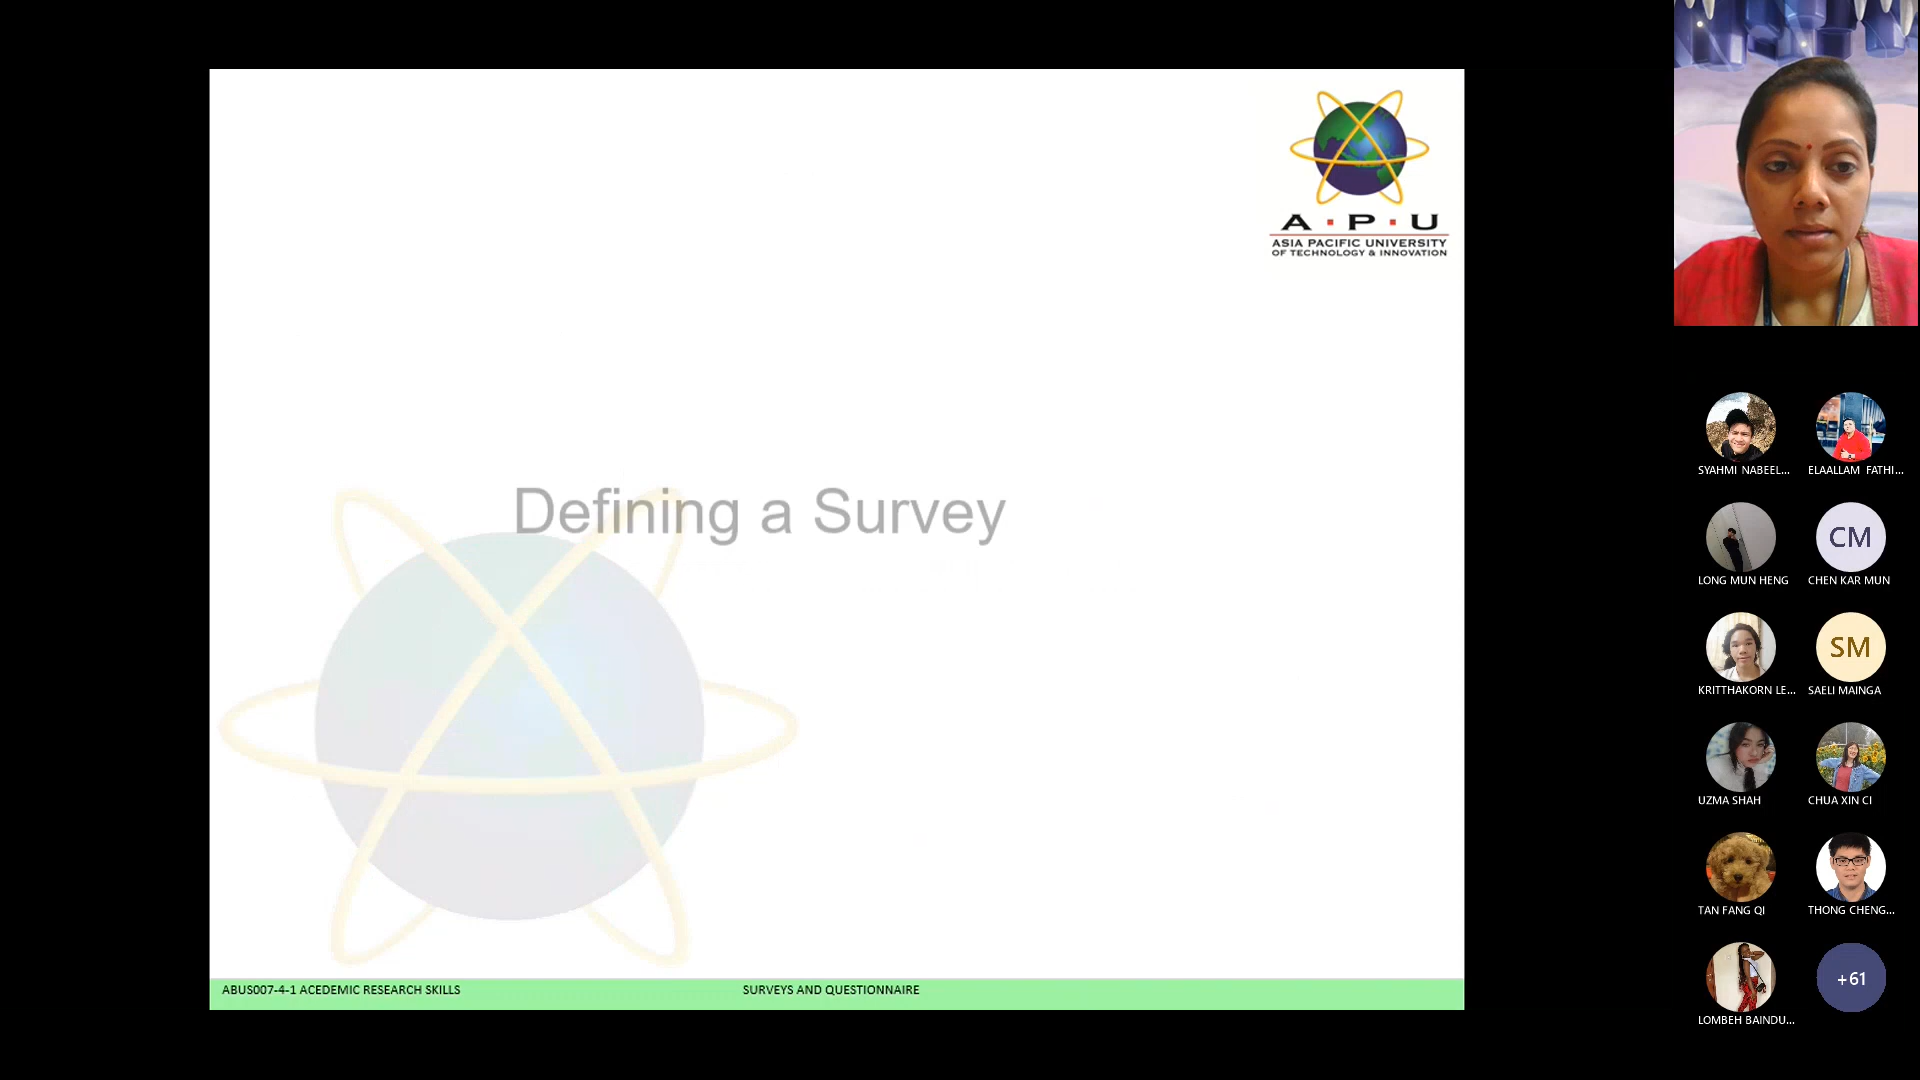 A·P·U
ASIA PACIFIC UNIVERSITY
OF TECHNOLOGY & INNOVATION
Defining a Survey
ABUS007-4-1 ACEDEMIC RESEARCH SKILLS
SURVEYS AND QUESTIONNAIRE
SYAHMI NABEEL...
ELAALLAM FATHI...
LONG MUN HENG
CM
CHEN KAR MUN
KRITTHAKORN LE...
SM
SAELI MAINGA
UZMA SHAH
CHUA XIN CI
TAN FANG QI
THONG CHENG...
LOMBEH BAINDU...
+61